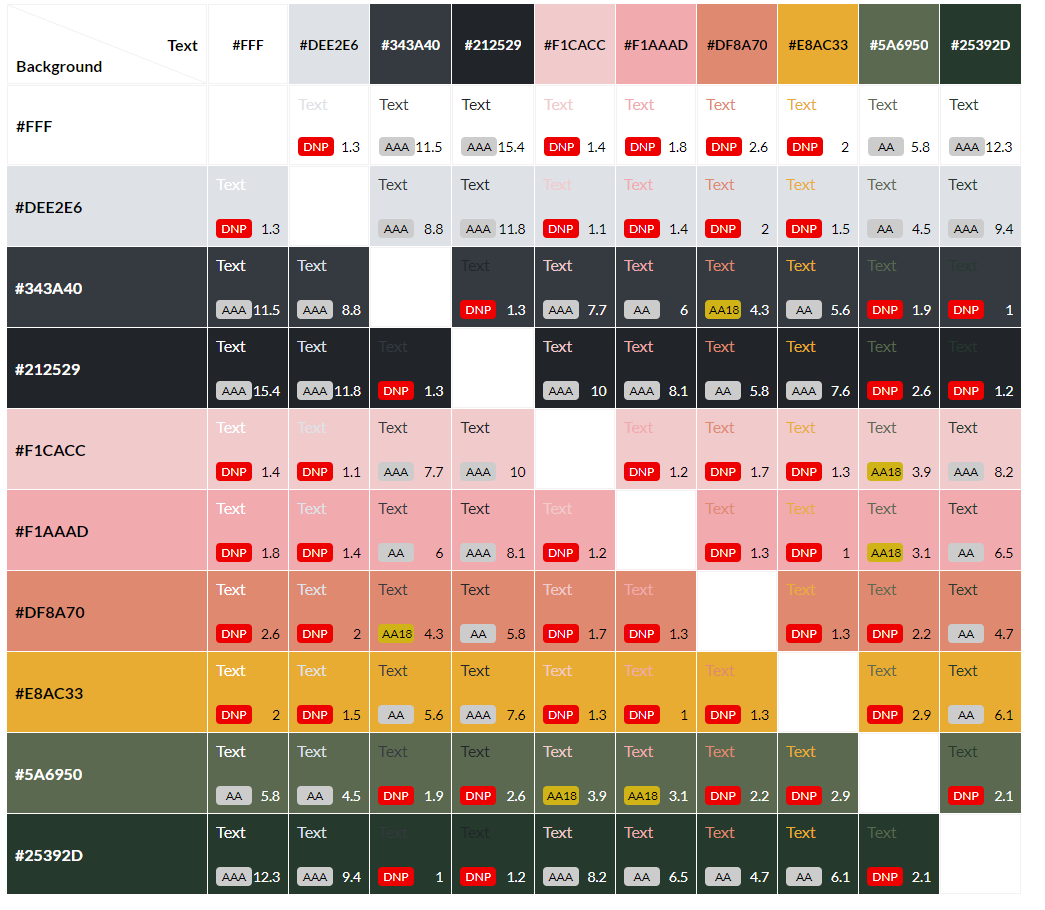 Text #FFF #DEE2E6 #343A40 #212529 #F1CACC #F1AAAD #DF8A70 #E8AC33 #5A6950 #25392D
Background
Text Text Text Text Text Text Text Text Text
#FFF
DNP 1.3 AAA 11.5 AAA 15.4 DNP 1.4 DNP 1.8 DNP 2.6 DNP 2 AA 5.8 AAA 12.3
Text Text Text Text Text Text Text Text Text
#DEE2E6
DNP 1.3 AAA 8.8 AAA 11.8 DNP 1.1 DNP 1.4 DNP 2 DNP 1.5 AA 4.5 AAA 9.4
Text Text Text Text Text Text Text Text Text
#343A40
AAA 11.5 AAA 8.8 DNP 1.3 AAA 7.7 AA 6 AA18 4.3 AA 5.6 DNP 1.9 DNP 1
Text Text Text Text Text Text Text Text Text
#212529
AAA 15.4 AAA 11.8 DNP 1.3 AAA 10 AAA 8.1 AA 5.8 AAA 7.6 DNP 2.6 DNP 1.2
Text Text Text Text Text Text Text Text Text
#F1CACC
DNP 1.4 DNP 1.1 AAA 7.7 AAA 10 DNP 1.2 DNP 1.7 DNP 1.3 AA18 3.9 AAA 8.2
Text Text Text Text Text Text Text Text Text
#F1AAAD
DNP 1.8 DNP 1.4 AA 6 AAA 8.1 DNP 1.2 DNP 1.3 DNP 1 AA18 3.1 AA 6.5
Text Text Text Text Text Text Text Text Text
#DF8A70
DNP 2.6 DNP 2 AA18 4.3 AA 5.8 DNP 1.7 DNP 1.3 DNP 1.3 DNP 2.2 AA 4.7
Text Text Text Text Text Text Text Text Text
#E8AC33
DNP 2 DNP 1.5 AA 5.6 AAA 7.6 DNP 1.3 DNP 1 DNP 1.3 DNP 2.9 AA 6.1
Text Text Text Text Text Text Text Text Text
#5A6950
AA 5.8 AA 4.5 DNP 1.9 DNP 2.6 AA18 3.9 AA18 3.1 DNP 2.2 DNP 2.9 DNP 2.1
Text Text Text Text Text Text Text Text Text
#25392D
AAA 12.3 AAA 9.4 DNP 1 DNP 1.2 AAA 8.2 AA 6.5 AA 4.7 AA 6.1 DNP 2.1